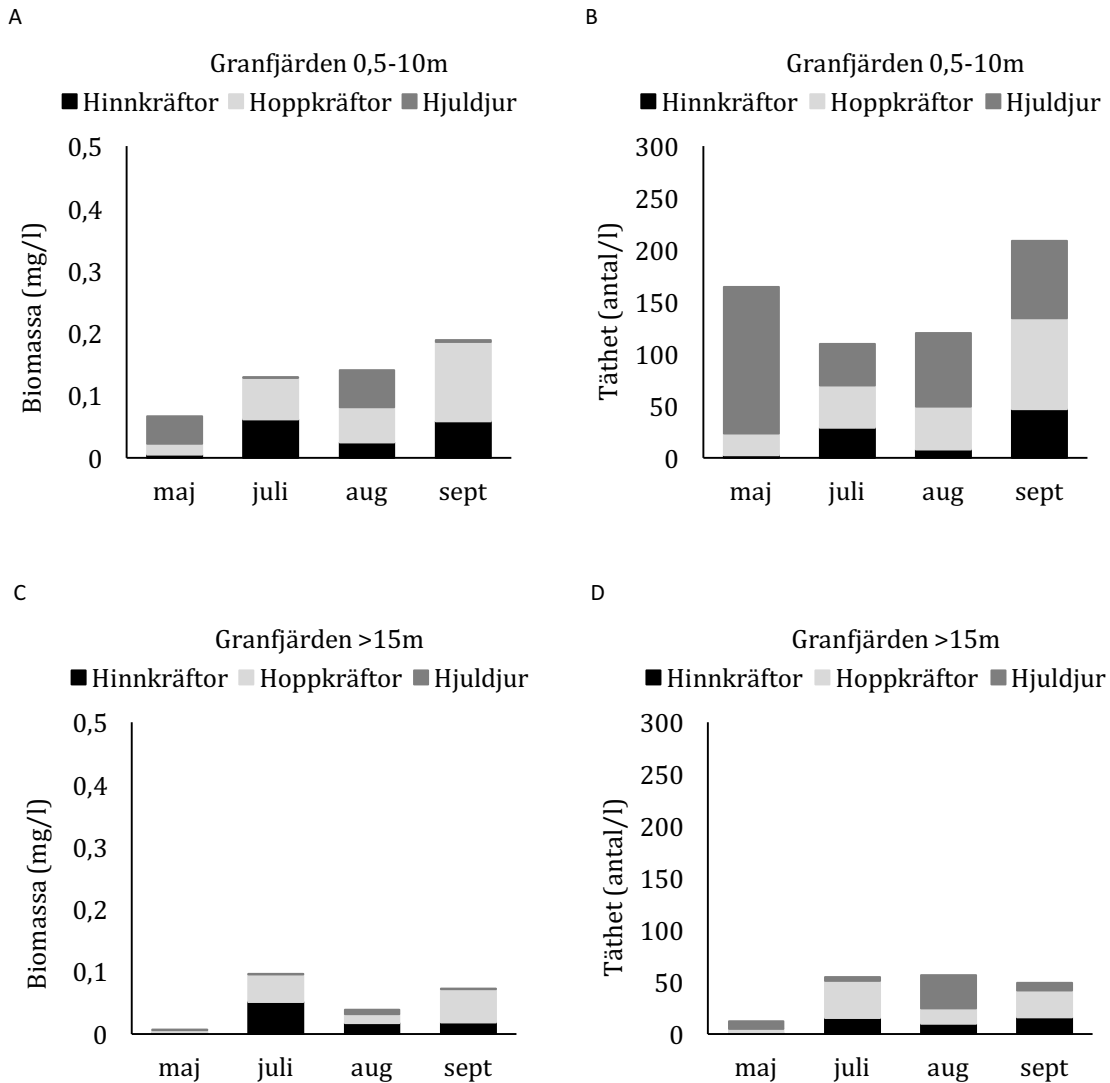 A
Granfjärden 0,5-10m
Hinnkräftor Hoppkräftor Hjuldjur
Biomassa (mg/l)
0,5
0,4
0,3
0,2
0,1
0
maj juli aug sept
B
Granfjärden 0,5-10m
Hinnkräftor Hoppkräftor Hjuldjur
Täthet (antal/l)
300
250
200
150
100
50
0
maj juli aug sept
C
Granfjärden >15m
Hinnkräftor Hoppkräftor Hjuldjur
Biomassa (mg/l)
0,5
0,4
0,3
0,2
0,1
0
maj juli aug sept
D
Granfjärden >15m
Hinnkräftor Hoppkräftor Hjuldjur
Täthet (antal/l)
300
250
200
150
100
50
0
maj juli aug sept